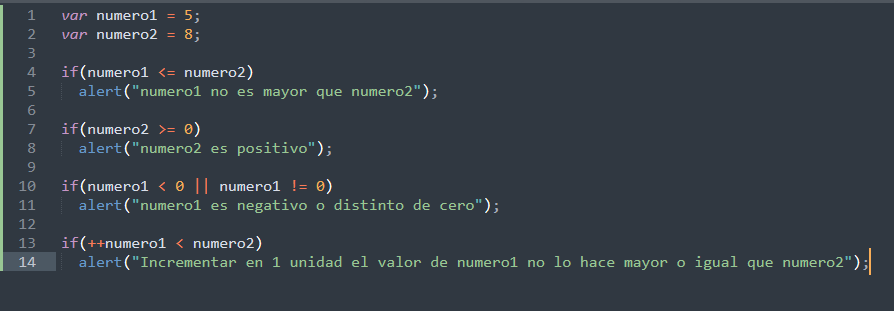 1 var numero1 = 5;
2 var numero2 = 8;
3
4 if(numero1 <= numero2)
5 alert("numero1 no es mayor que numero2");
6
7 if(numero2 >= 0)
8 alert("numero2 es positivo");
9
10 if(numero1 < 0 || numero1 != 0)
11 alert("numero1 es negativo o distinto de cero");
12
13 if(++numero1 < numero2)
14 alert("Incrementar en 1 unidad el valor de numero1 no lo hace mayor o igual que numero2");